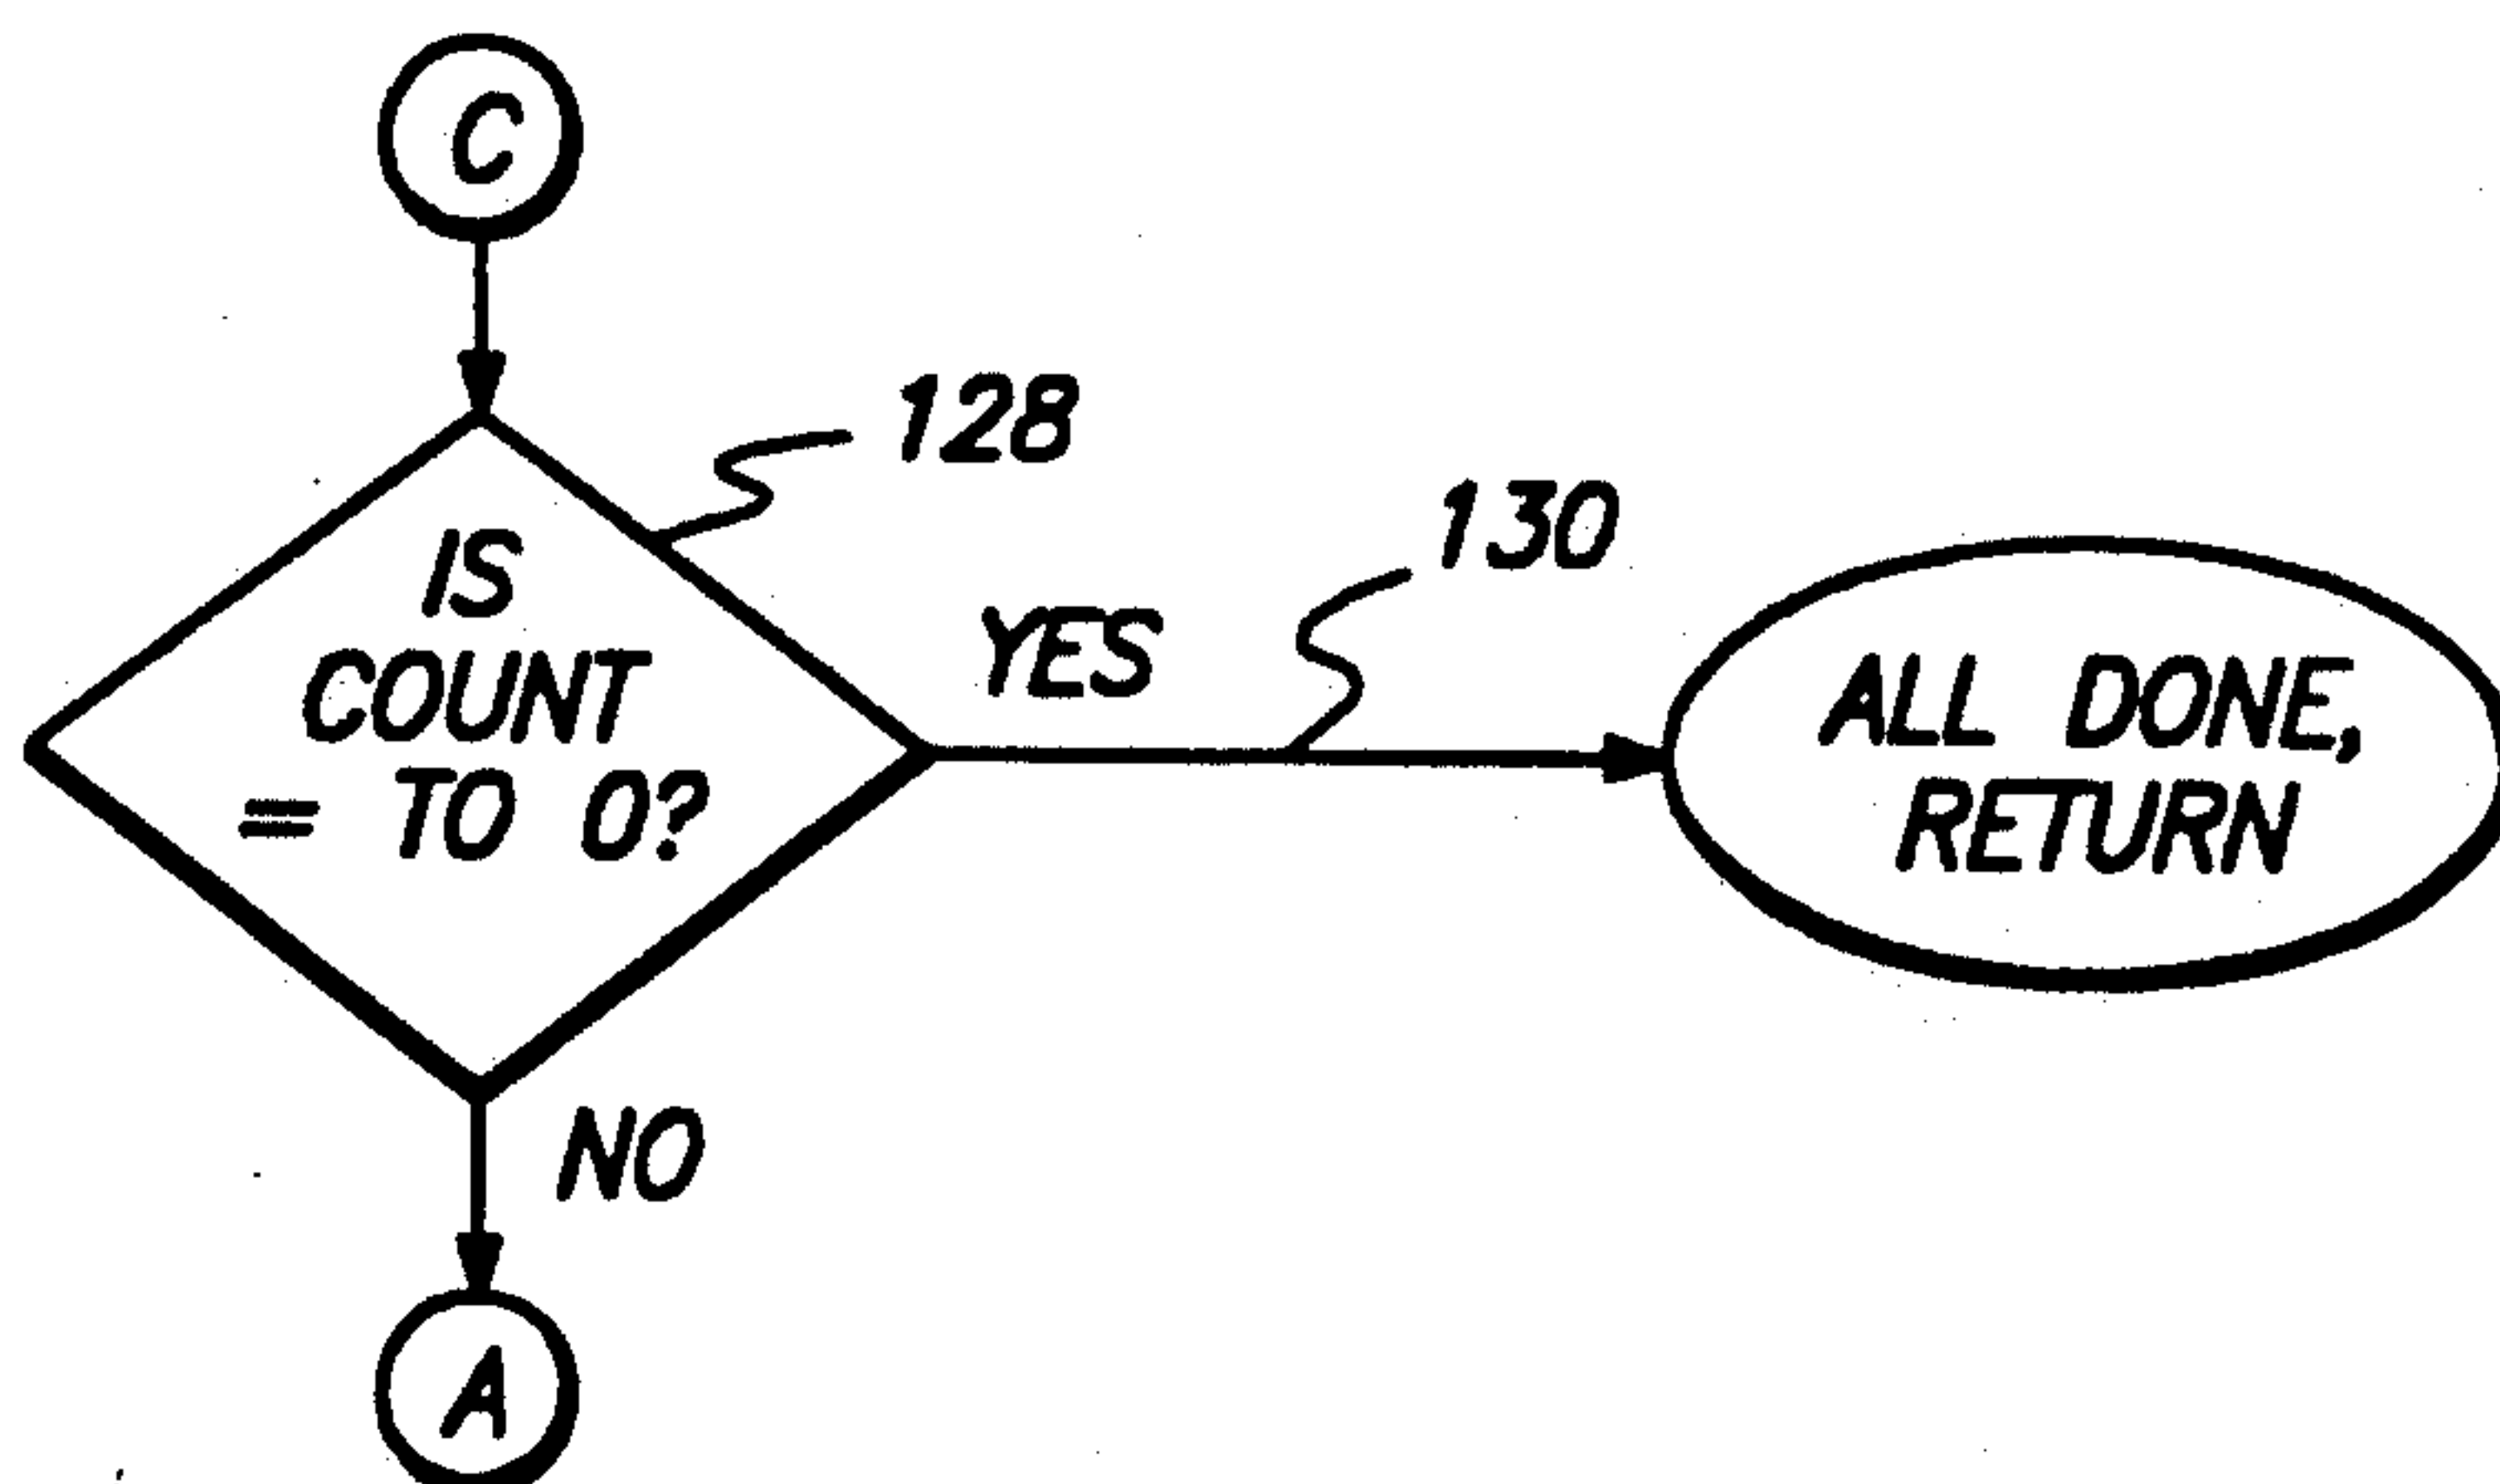 C
128
130
IS
COUNT
= TO 0?
YES
ALL DONE,
RETURN
NO
A